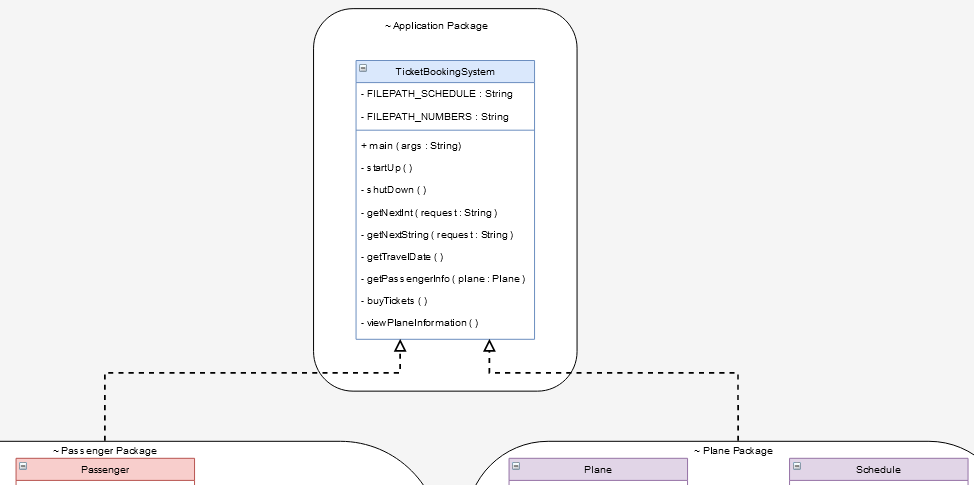 ~ Application Package
TicketBookingSystem
- FILEPATH_SCHEDULE : String
- FILEPATH_NUMBERS : String
+ main ( args : String)
- startUp ( )
- shutDown ( )
- getNextInt ( request : String )
- getNextString ( request : String )
- getTravelDate ( )
- getPassengerInfo ( plane : Plane )
- buyTickets ( )
- viewPlaneInformation ( )
~ Passenger Package
Passenger
~ Plane Package
Plane
Schedule